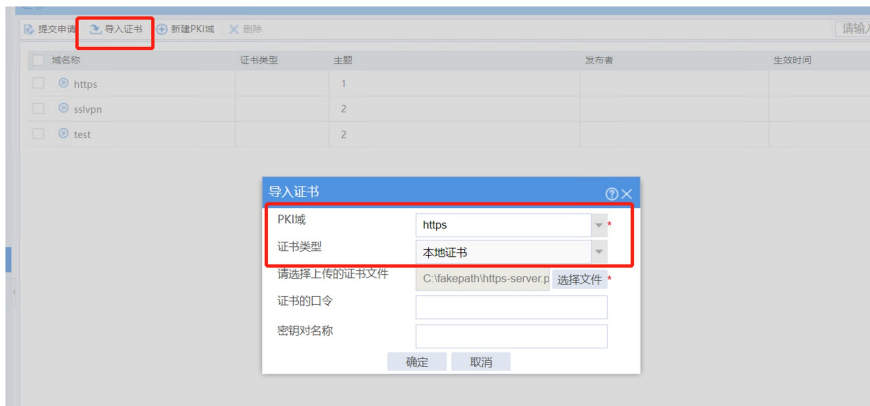 提交申请 导入证书 新建PKI域 删除 请输入
域名称 证书类型 主题 发布者 生效时间
https 1
sslvpn 2
test 2
导入证书
PKI域 https *
证书类型 本地证书
请选择上传的证书文件 C:\fakepath\https-server.p 选择文件 *
证书的口令
密钥对名称
确定 取消